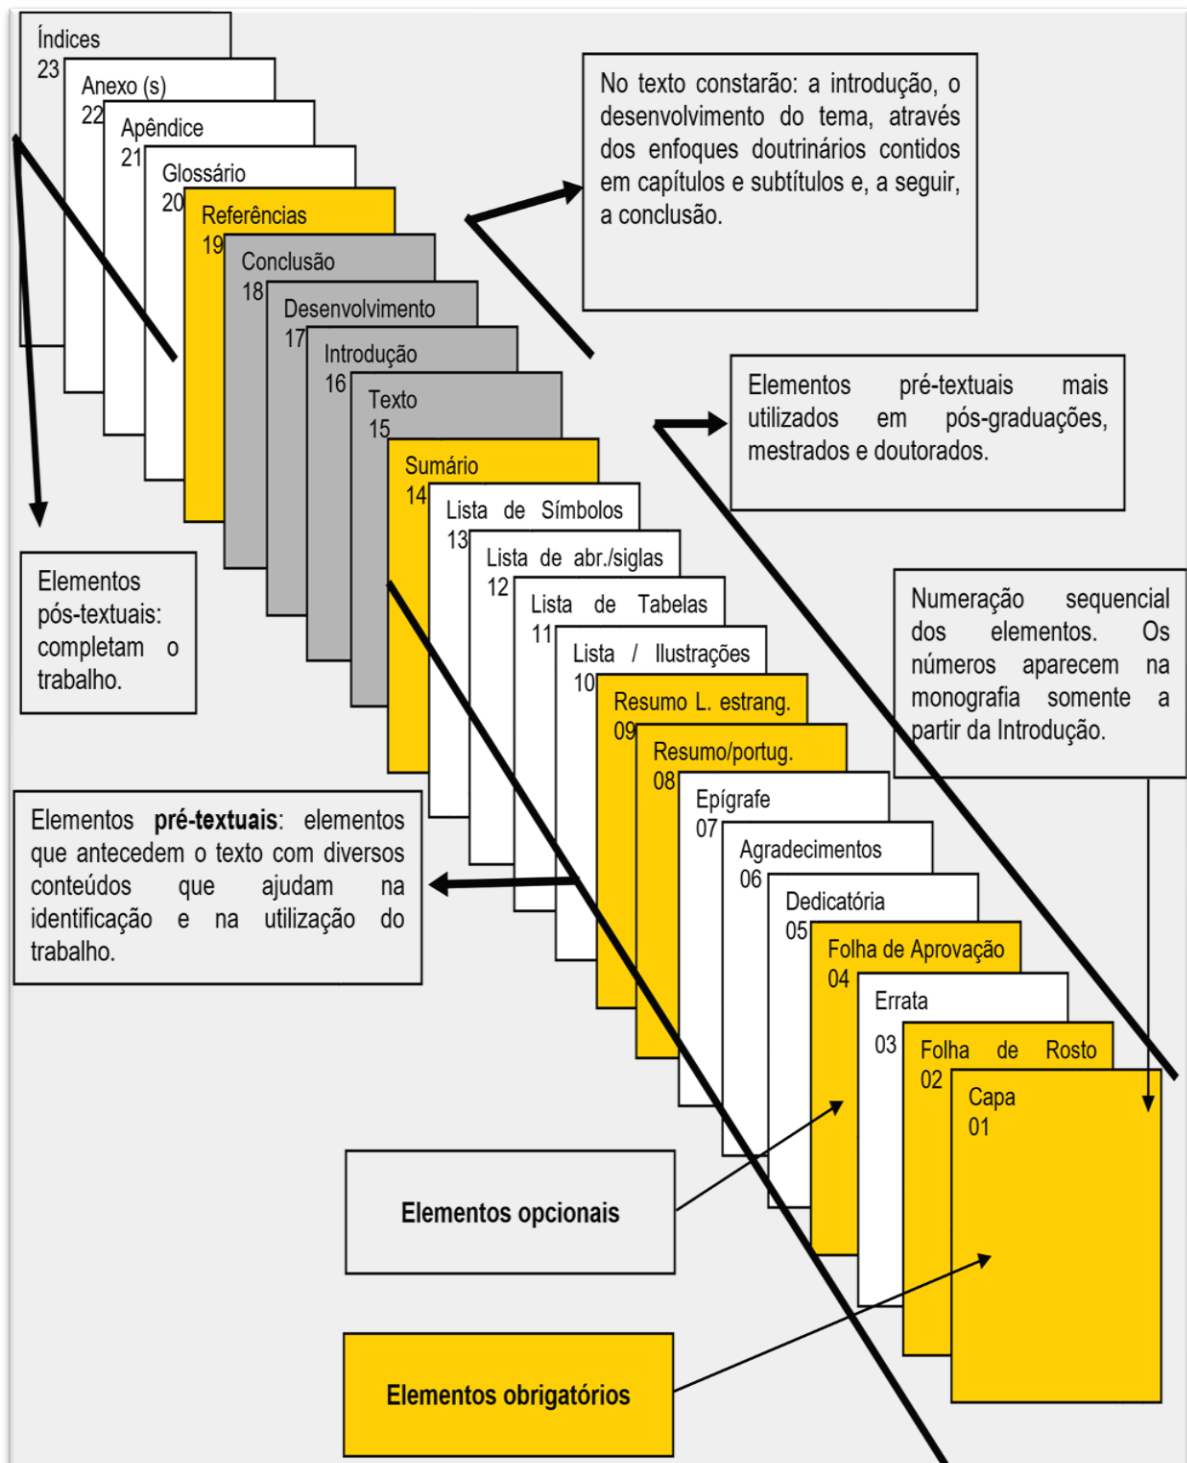 Índices
23
Anexo (s)
22
Apêndice
21
Glossário
20
Referências
19
Conclusão
18
Desenvolvimento
17
Introdução
16
Texto
15
Sumário
14
Lista de Símbolos
13
Lista de abr./siglas
12
Lista de Tabelas
11
Lista / Ilustrações
10
Resumo L. estrang.
09
Resumo/portug.
08
Epígrafe
07
Agradecimentos
06
Dedicatória
05
Folha de Aprovação
04
Errata
03
Folha de Rosto
02
Capa
01
No texto constarão: a introdução, o
desenvolvimento do tema, através
dos enfoques doutrinários contidos
em capítulos e subtítulos e, a seguir,
a conclusão.
Elementos pré-textuais mais
utilizados em pós-graduações,
mestrados e doutorados.
Numeração sequencial
dos elementos. Os
números aparecem na
monografia somente a
partir da Introdução.
Elementos
pós-textuais:
completam o
trabalho.
Elementos pré-textuais: elementos
que antecedem o texto com diversos
conteúdos que ajudam na
identificação e na utilização do
trabalho.
Elementos opcionais
Elementos obrigatórios